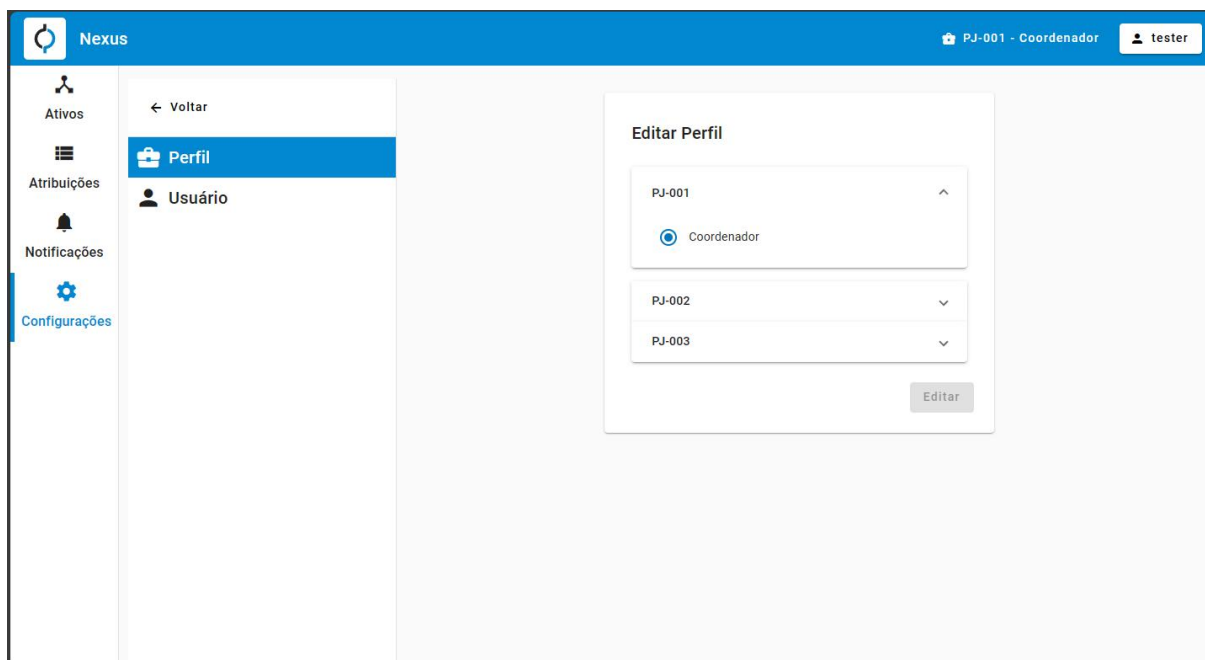 Nexus
PJ-001 - Coordenador
tester
Ativos
Atribuições
Notificações
Configurações
Voltar
Perfil
Usuário
Editar Perfil
PJ-001
Coordenador
PJ-002
PJ-003
Editar